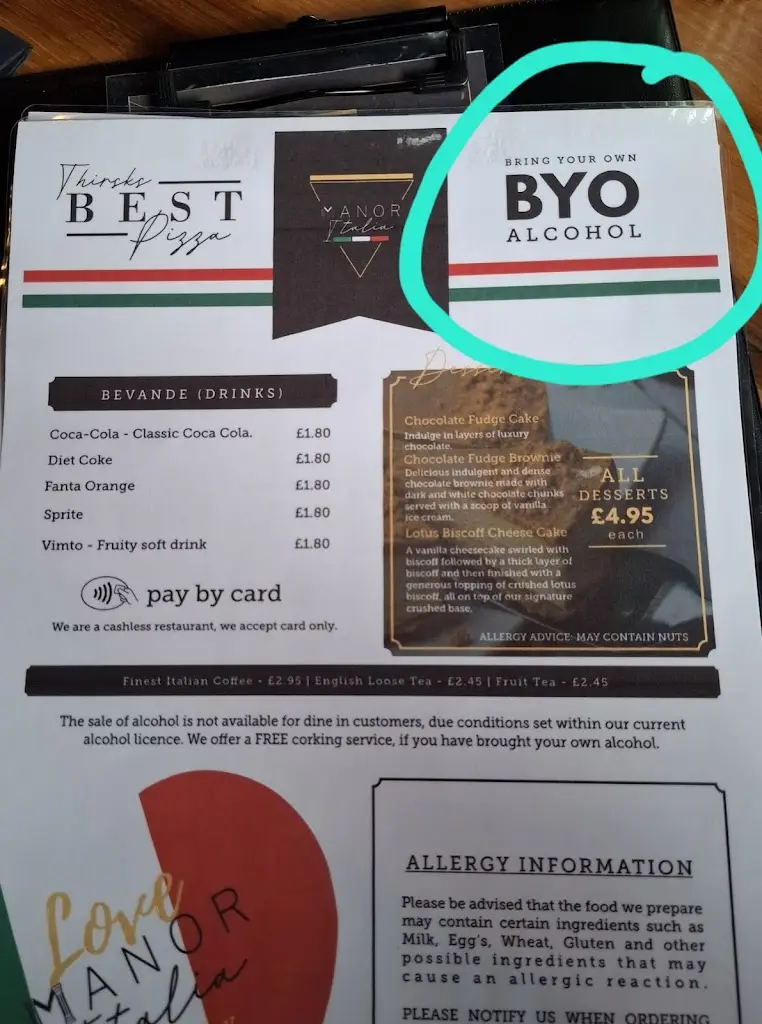 Thirsks
BEST
Pizza
MANOR
Italia
BRING YOUR OWN
BYO
ALCOHOL
BEVANDE (DRINKS)
Coca-Cola - Classic Coca Cola. £1.80
Diet Coke £1.80
Fanta Orange £1.80
Sprite £1.80
Vimto - Fruity soft drink £1.80
pay by card
We are a cashless restaurant, we accept card only.
Chocolate Fudge Cake
Indulge in layers of luxury
chocolate.
Chocolate Fudge Brownie
Delicious indulgent and dense
chocolate brownie made with
dark and white chocolate chunks
served with a scoop of vanilla
ice cream.
Lotus Biscoff Cheese Cake
A vanilla cheesecake swirled with
biscoff followed by a thick layer of
biscoff and then finished with a
generous topping of crushed lotus
biscoff, all on top of our signature
crushed base.
ALL
DESSERTS
£4.95
each
ALLERGY ADVICE: MAY CONTAIN NUTS
Finest Italian Coffee - £2.95 | English Loose Tea - £2.45 | Fruit Tea - £2.45
The sale of alcohol is not available for dine in customers, due conditions set within our current
alcohol licence. We offer a FREE corking service, if you have brought your own alcohol.
Love
MANOR
Italia
ALLERGY INFORMATION
Please be advised that the food we prepare
may contain certain ingredients such as
Milk, Egg's, Wheat, Gluten and other
possible ingredients that may
cause an allergic reaction.
PLEASE NOTIFY US WHEN ORDERING